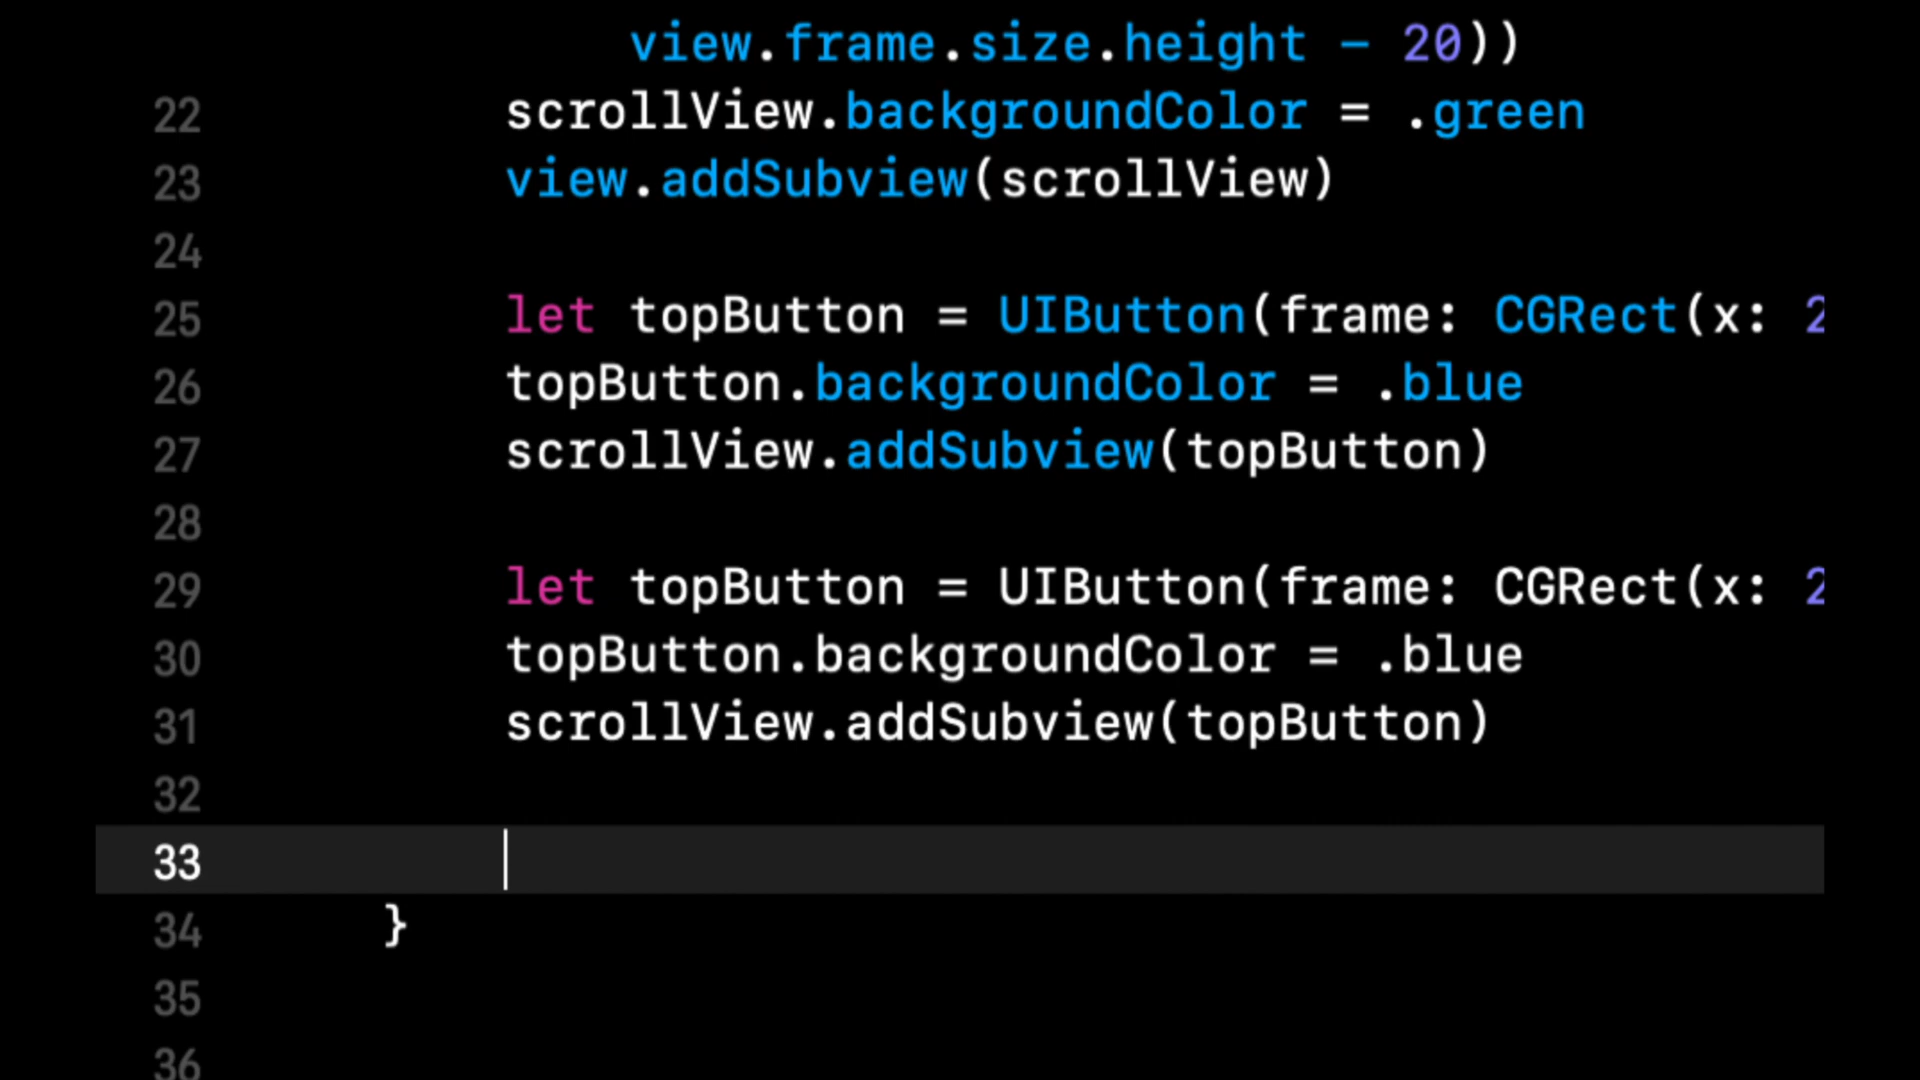 view.frame.size.height - 20))
22 scrollView.backgroundColor = .green
23 view.addSubview(scrollView)
24
25 let topButton = UIButton(frame: CGRect(x: 2
26 topButton.backgroundColor = .blue
27 scrollView.addSubview(topButton)
28
29 let topButton = UIButton(frame: CGRect(x: 2
30 topButton.backgroundColor = .blue
31 scrollView.addSubview(topButton)
32
33
34 }
35
36